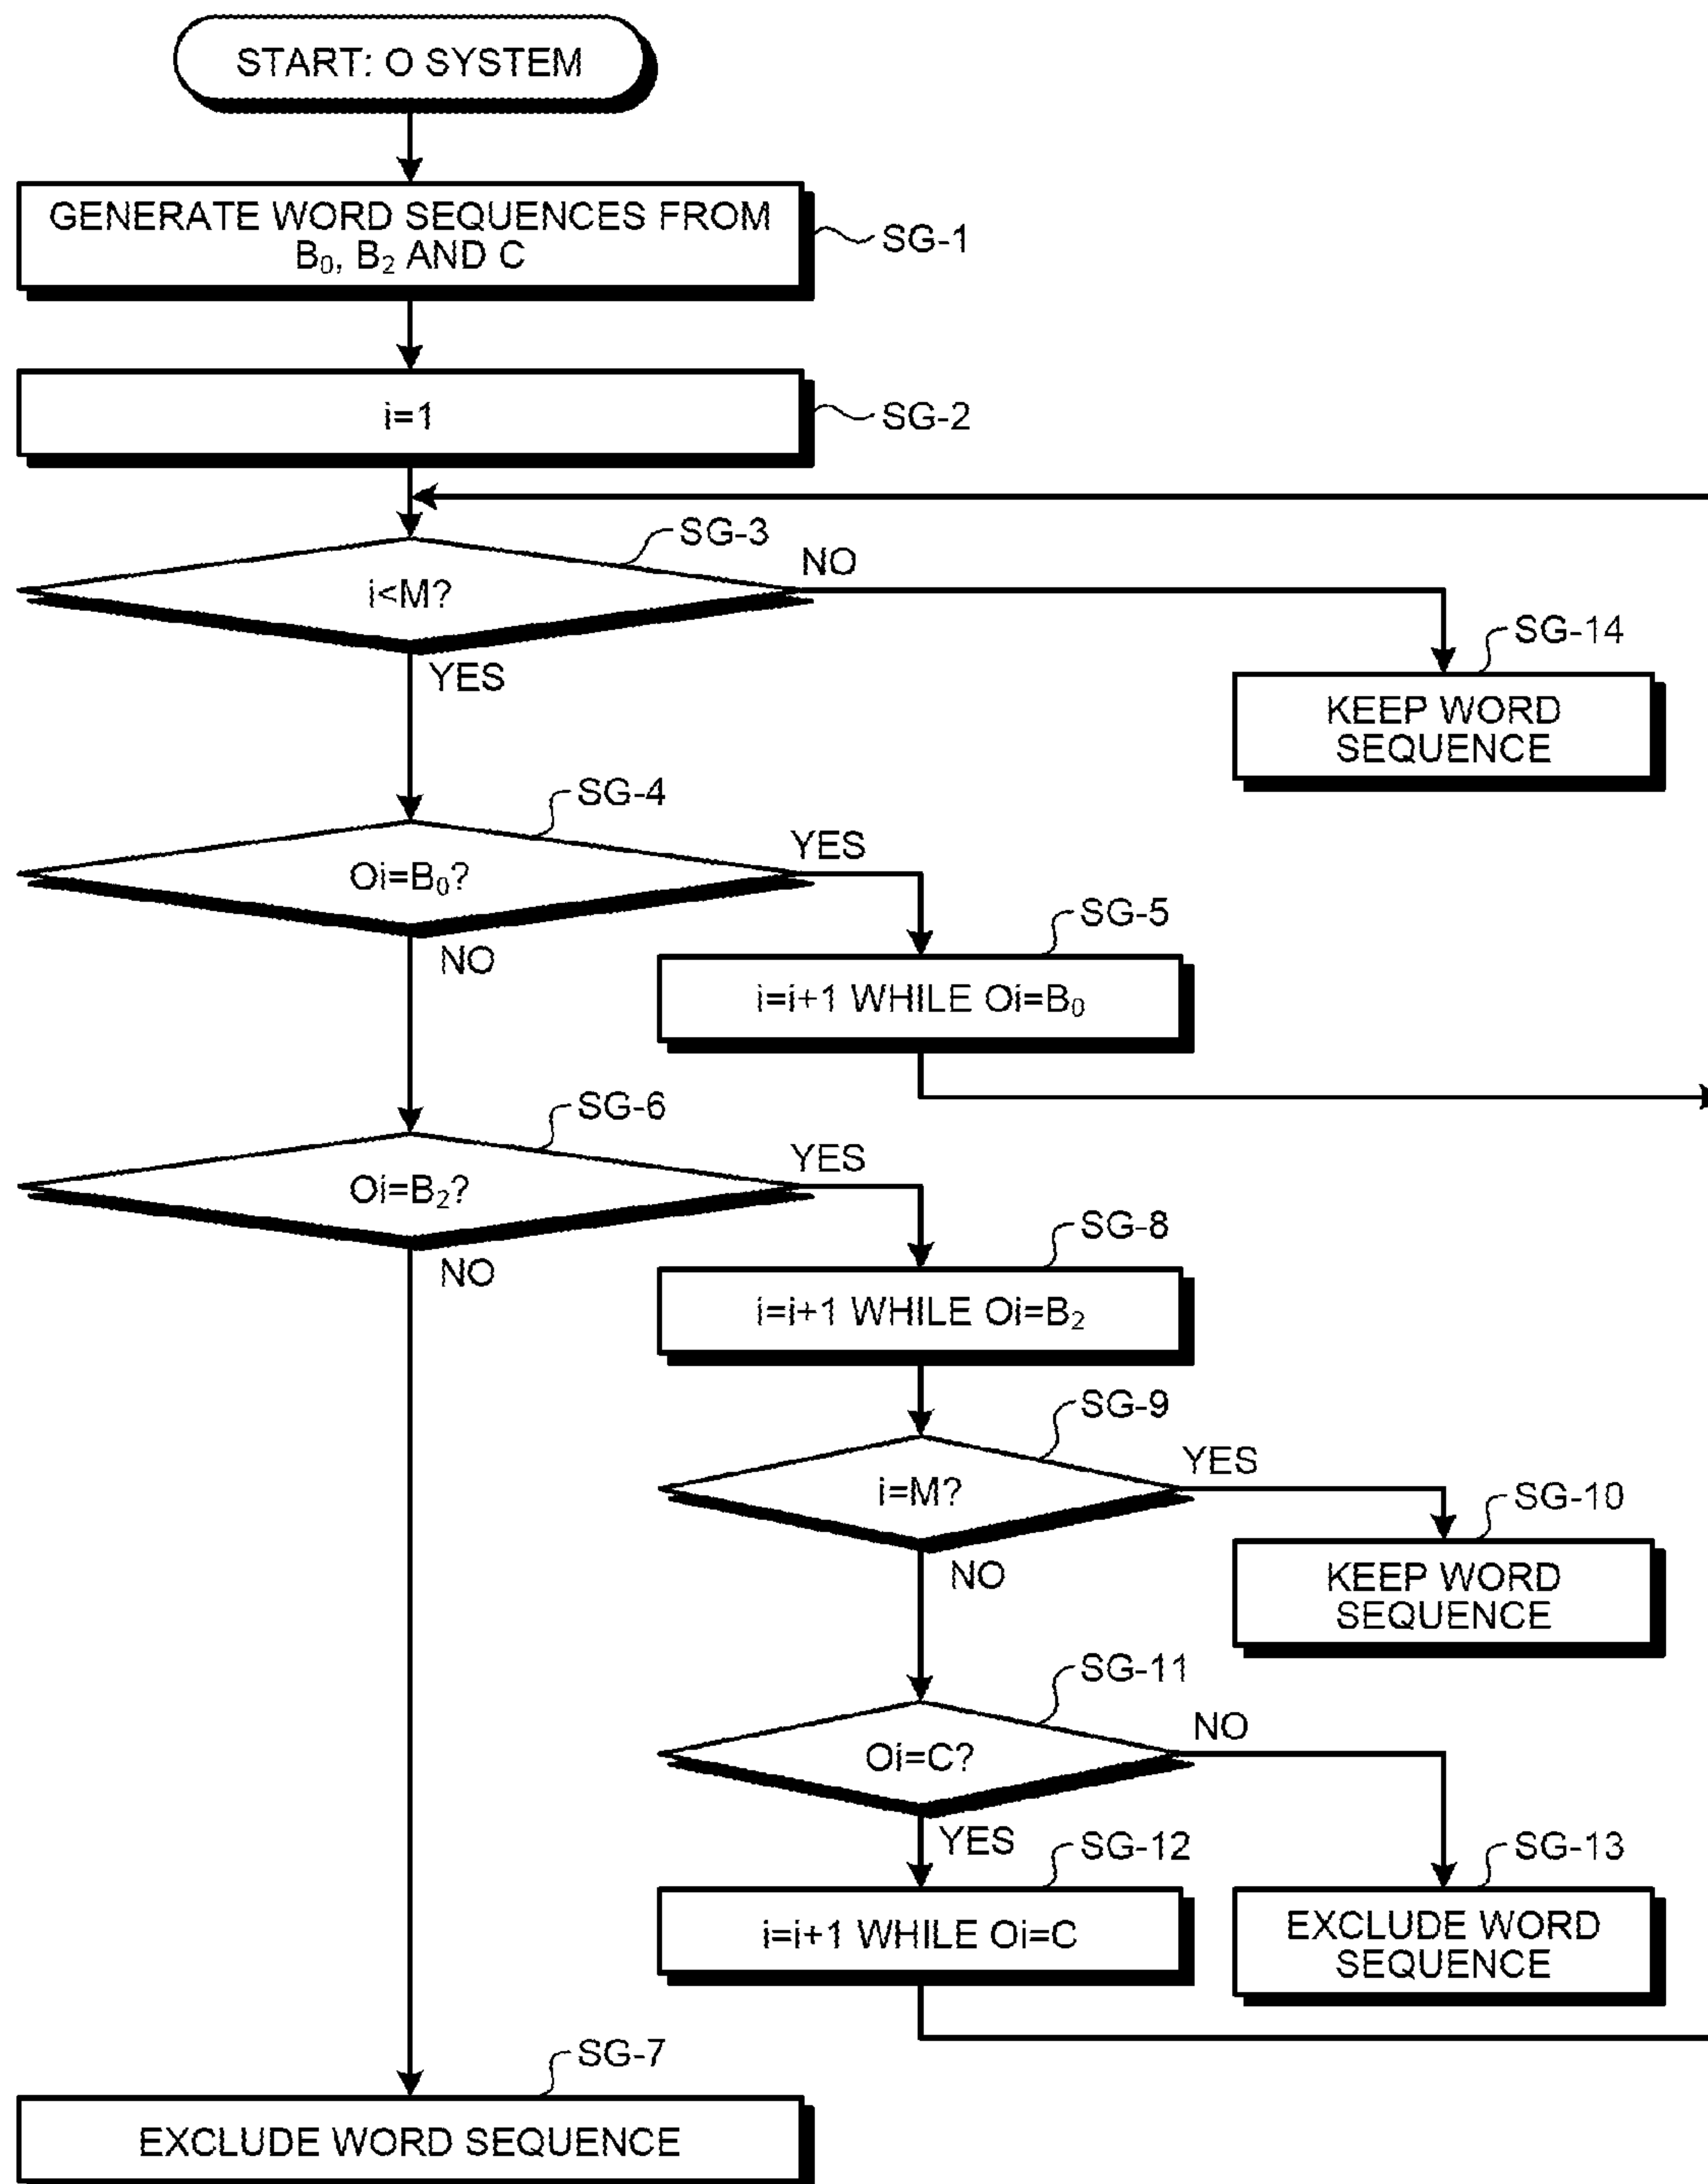 START: O SYSTEM
GENERATE WORD SEQUENCES FROM
B₀, B₂ AND C
SG-1
i=1
SG-2
SG-3
i<M?
NO
YES
SG-14
KEEP WORD
SEQUENCE
SG-4
Oi=B₀?
YES
NO
SG-5
i=i+1 WHILE Oi=B₀
SG-6
Oi=B₂?
YES
NO
SG-8
i=i+1 WHILE Oi=B₂
SG-9
i=M?
YES
NO
SG-10
KEEP WORD
SEQUENCE
SG-11
Oi=C?
NO
YES
SG-12
i=i+1 WHILE Oi=C
SG-13
EXCLUDE WORD
SEQUENCE
SG-7
EXCLUDE WORD SEQUENCE